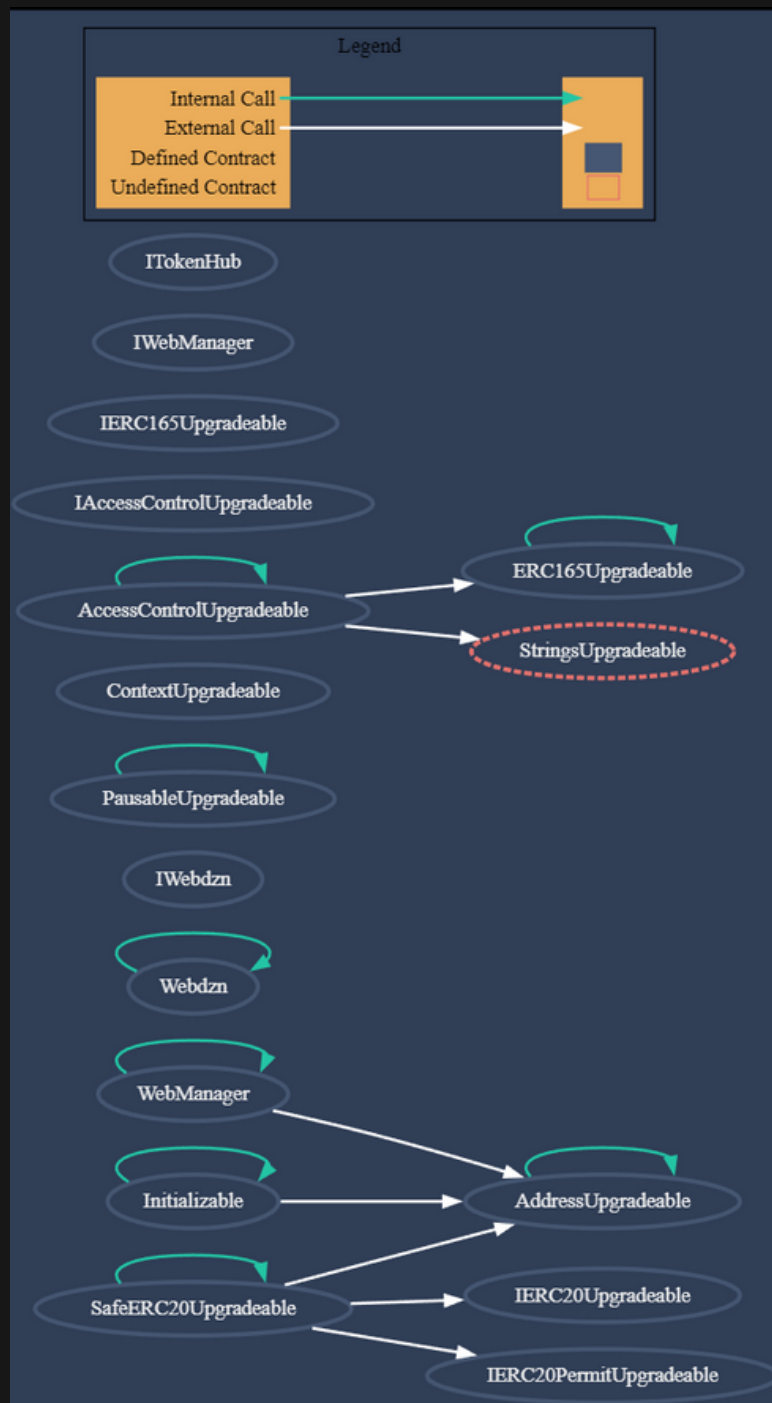 Legend
Internal Call
External Call
Defined Contract
Undefined Contract
ITokenHub
IWebManager
IERC165Upgradeable
IAccessControlUpgradeable
ERC165Upgradeable
AccessControlUpgradeable
StringsUpgradeable
ContextUpgradeable
PausableUpgradeable
IWebdzn
Webdzn
WebManager
Initializable
AddressUpgradeable
SafeERC20Upgradeable
IERC20Upgradeable
IERC20PermitUpgradeable